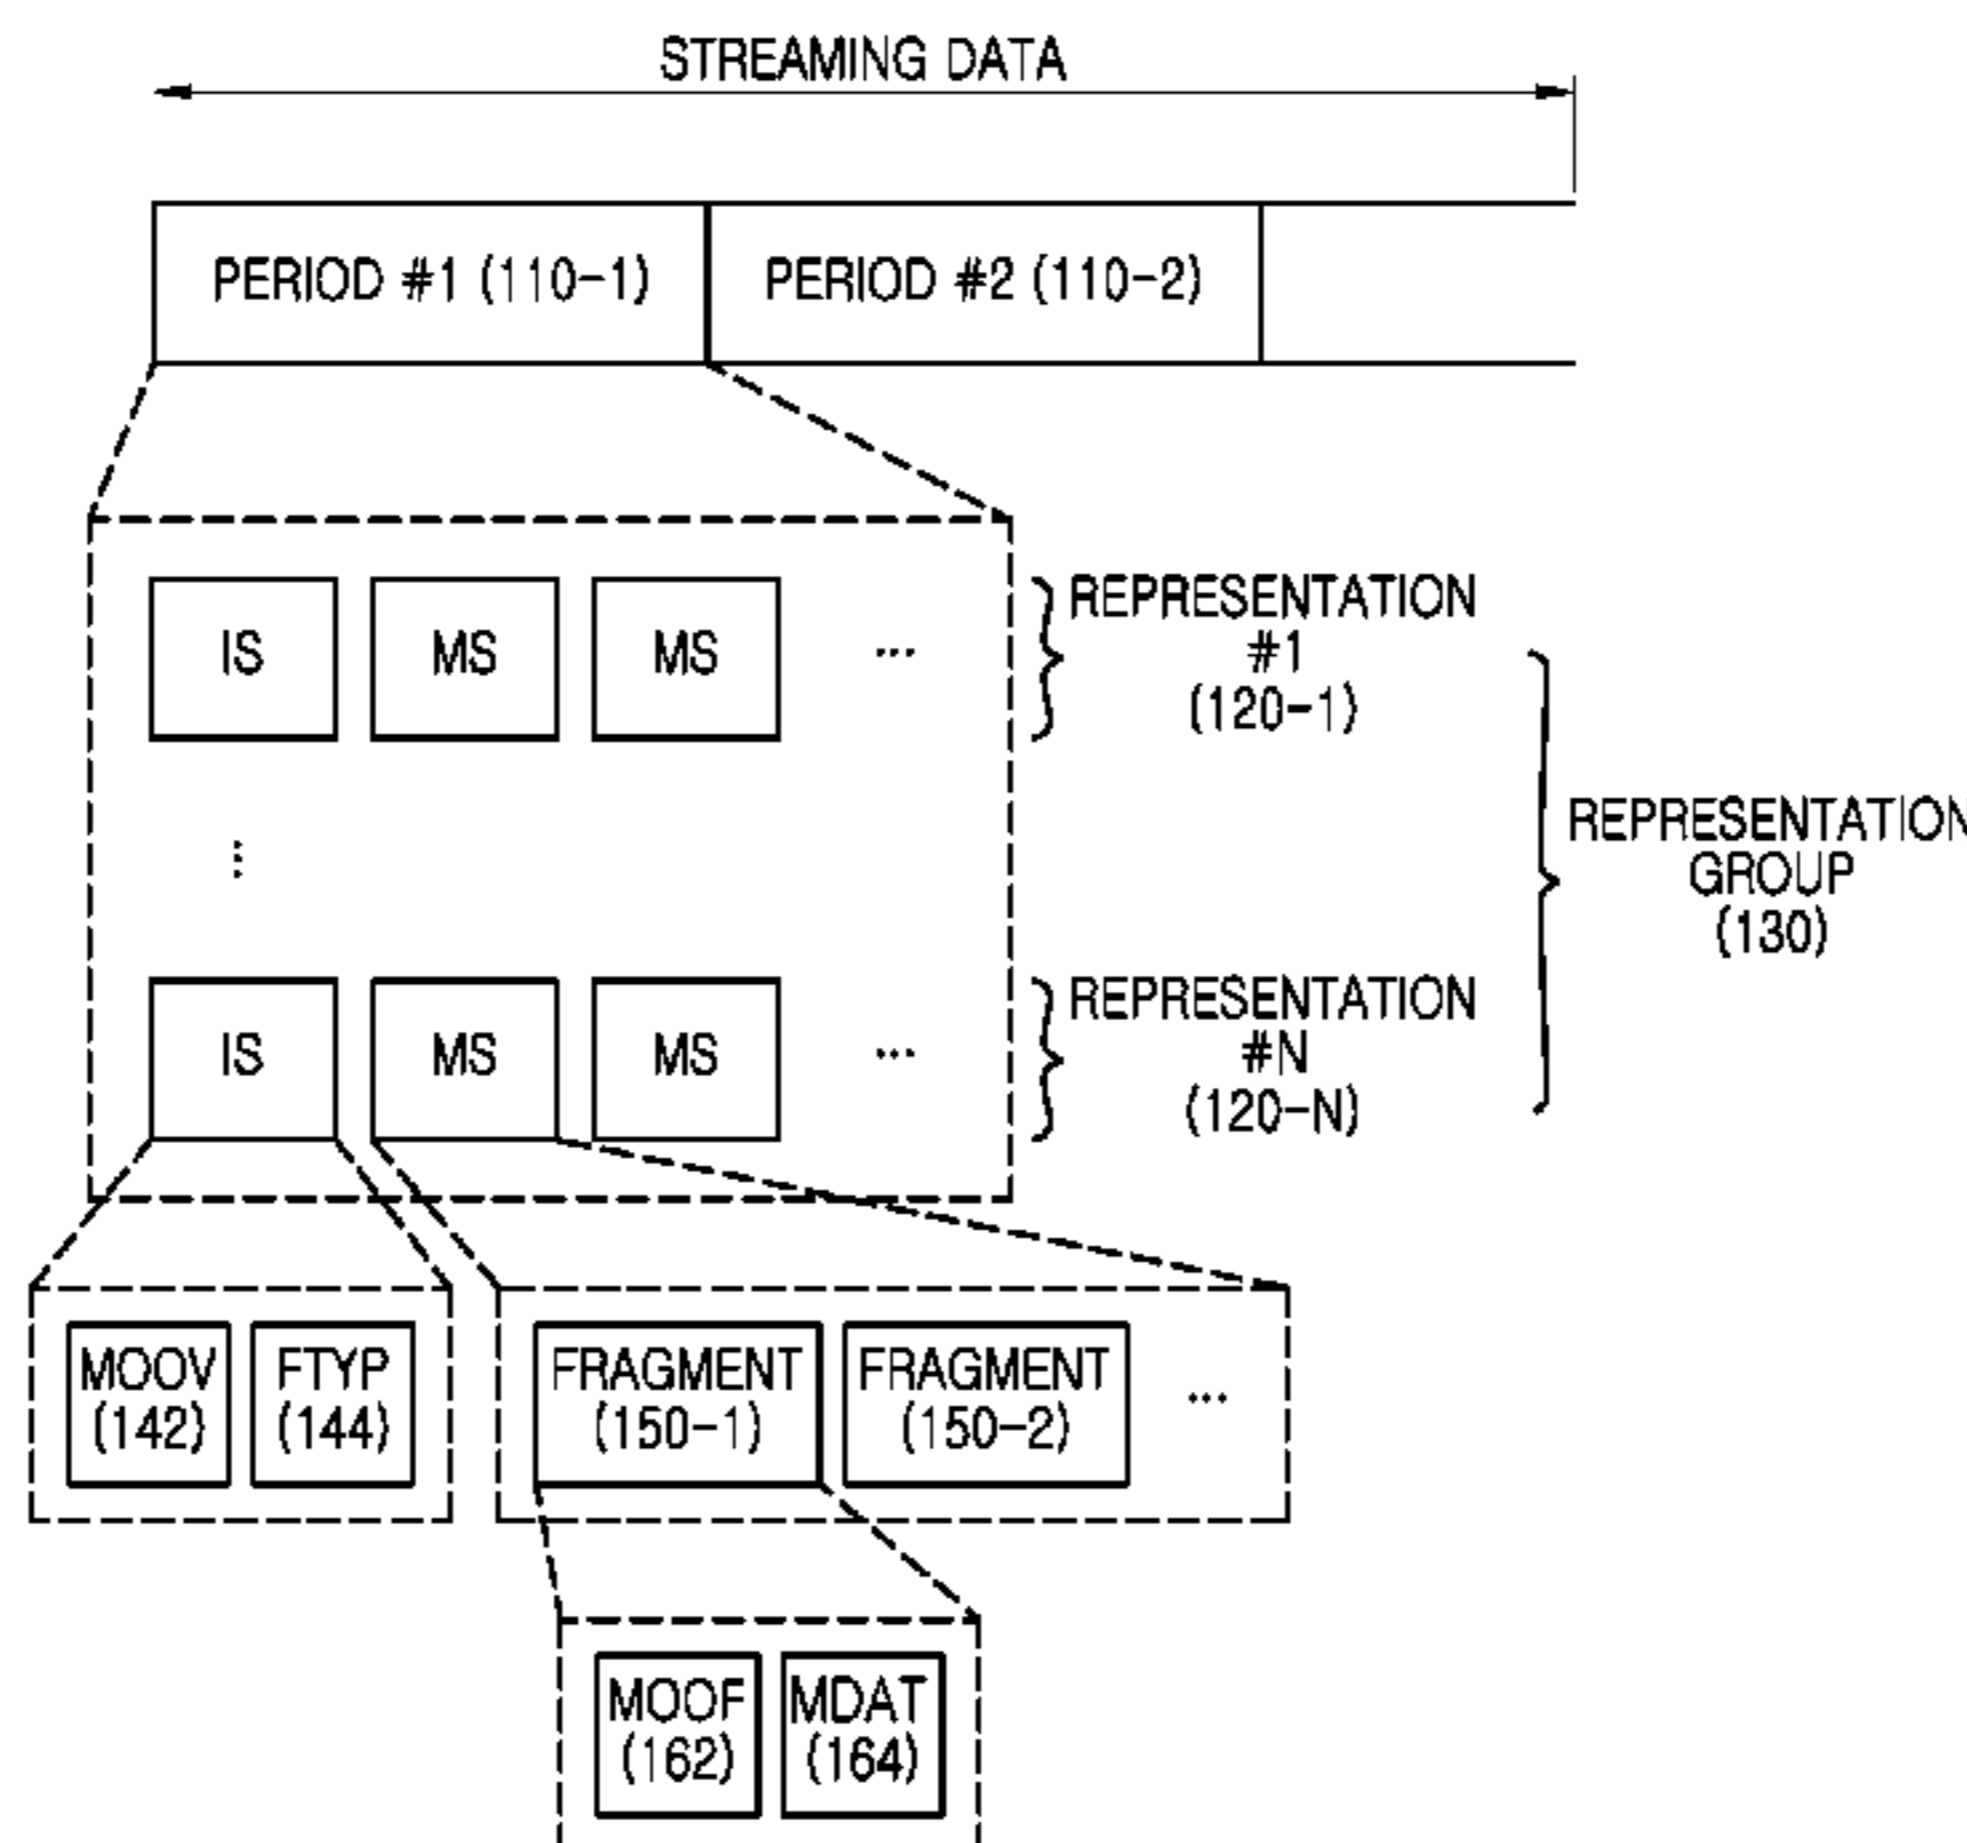 STREAMING DATA
PERIOD #1 (110-1)
PERIOD #2 (110-2)
IS
MS
MS
...
REPRESENTATION
#1
(120-1)
...
REPRESENTATION
GROUP
(130)
IS
MS
MS
...
REPRESENTATION
#N
(120-N)
MOOV
(142)
FTYP
(144)
FRAGMENT
(150-1)
FRAGMENT
(150-2)
...
MOOF
(162)
MDAT
(164)